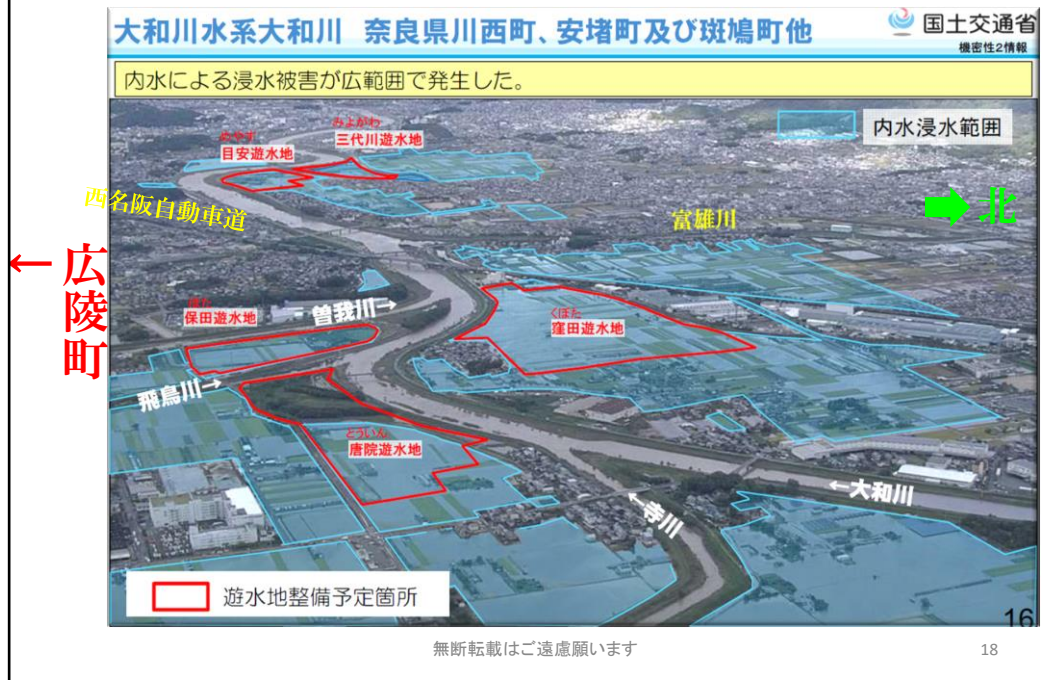 大和川水系大和川 奈良県川西町、安堵町及び斑鳩町他
国土交通省
機密性2情報
内水による浸水被害が広範囲で発生した。
内水浸水範囲
みよがわ
三代川遊水地
めやす
目安遊水地
西名阪自動車道
富雄川
→北
←広陵町
くぼた
窪田遊水地
ほた
保田遊水地
曽我川→
飛鳥川→
とういん
唐院遊水地
←大和川
←寺川
遊水地整備予定箇所
16
無断転載はご遠慮願います
18